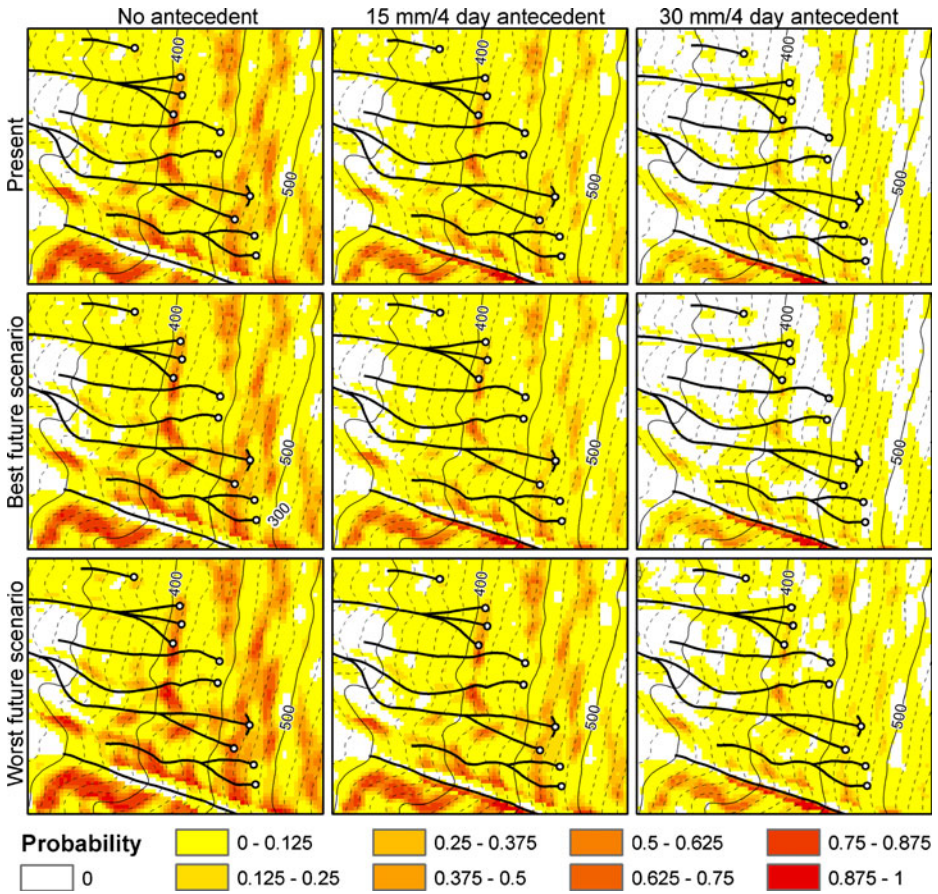 No antecedent
15 mm/4 day antecedent
30 mm/4 day antecedent
Present
400
500
400
500
400
500
Best future scenario
400
500
300
400
500
400
500
Worst future scenario
400
500
400
500
400
500
Probability
0
0 - 0.125
0.125 - 0.25
0.25 - 0.375
0.375 - 0.5
0.5 - 0.625
0.625 - 0.75
0.75 - 0.875
0.875 - 1